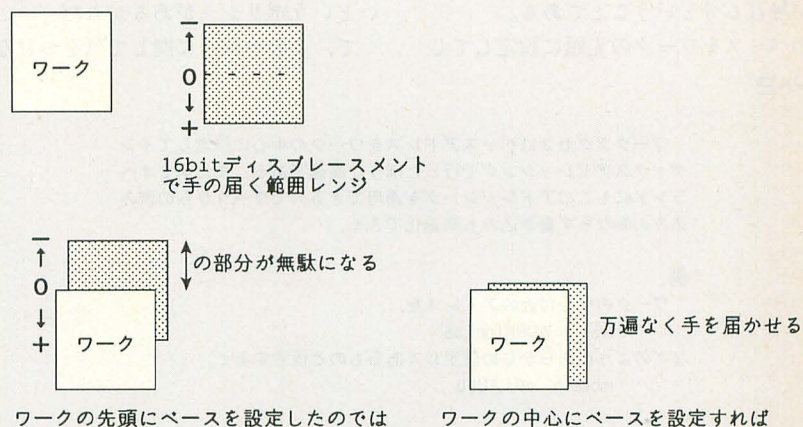 ワーク
−
↑
0
↓
+
16bitディスプレースメント
で手の届く範囲レンジ
−
↑
0
↓
+
ワーク
の部分が無駄になる
ワークの先頭にベースを設定したのでは
ワーク
万遍なく手を届かせる
ワークの中心にベースを設定すれば